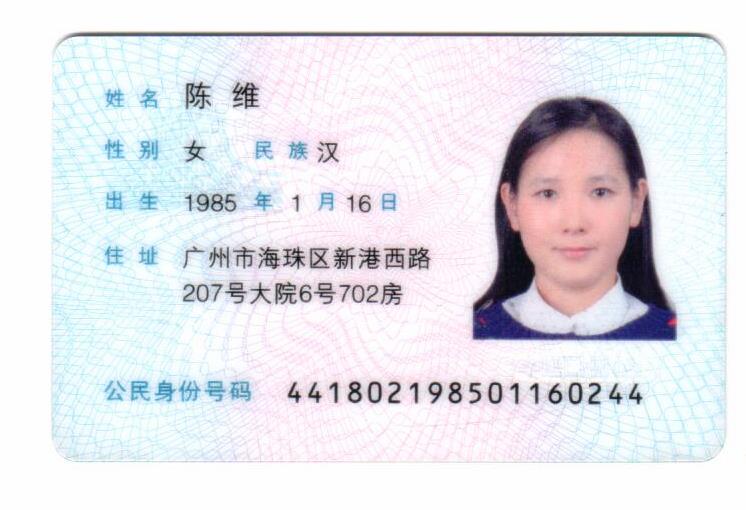 姓名 陈维
性别 女 民族 汉
出生 1985 年 1 月 16 日
住址 广州市海珠区新港西路
207号大院6号702房
公民身份号码 441802198501160244